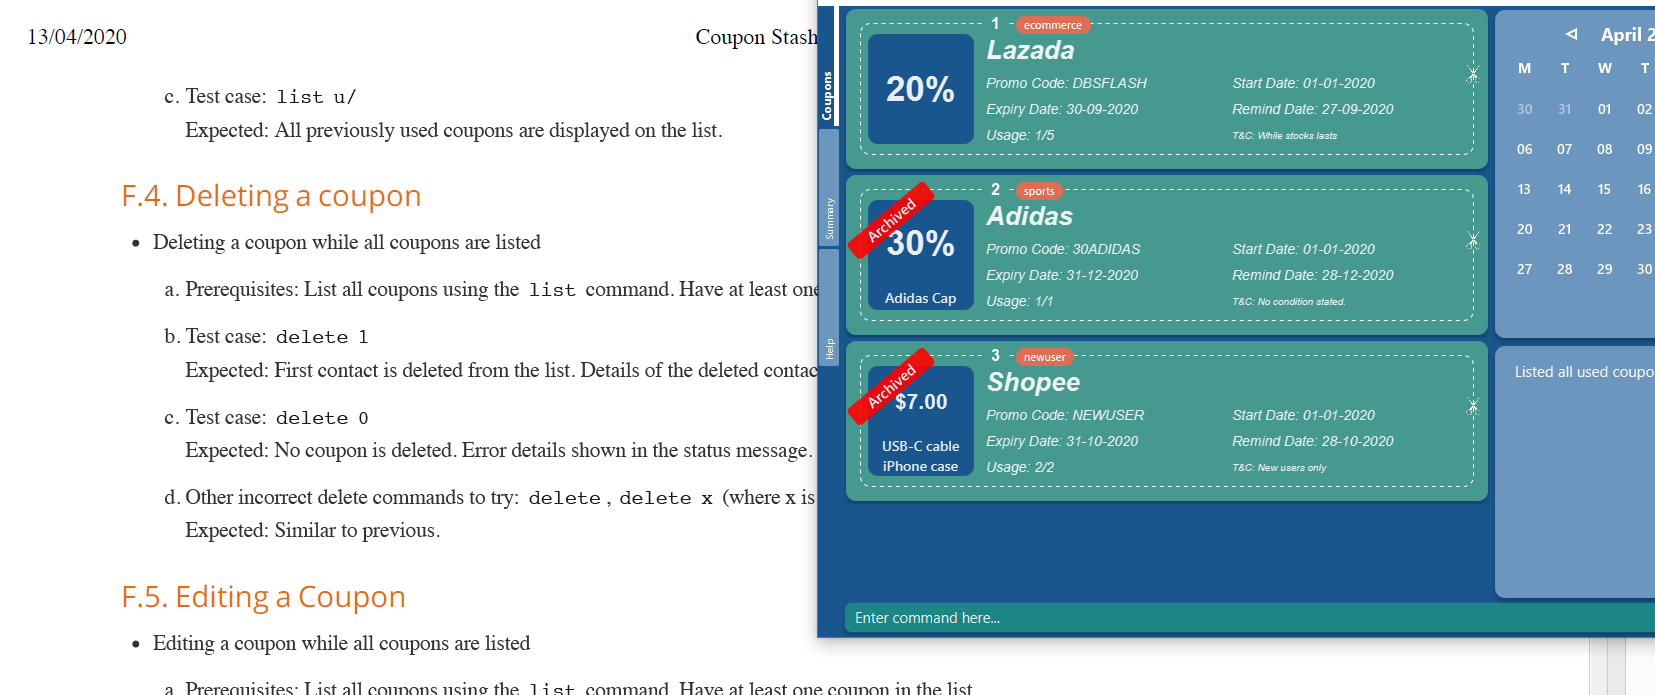 13/04/2020
Coupon Stash
c. Test case: list u/
Expected: All previously used coupons are displayed on the list.
F.4. Deleting a coupon
• Deleting a coupon while all coupons are listed
a. Prerequisites: List all coupons using the list command. Have at least one
b. Test case: delete 1
Expected: First contact is deleted from the list. Details of the deleted contac
c. Test case: delete 0
Expected: No coupon is deleted. Error details shown in the status message.
d. Other incorrect delete commands to try: delete, delete x (where x is
Expected: Similar to previous.
F.5. Editing a Coupon
• Editing a coupon while all coupons are listed
a. Prerequisites: List all coupons using the list command. Have at least one coupon in the list
Coupons
Summary
Help
1 ecommerce
Lazada
20%
Promo Code: DBSFLASH
Start Date: 01-01-2020
Expiry Date: 30-09-2020
Remind Date: 27-09-2020
Usage: 1/5
T&C: While stocks lasts
2 sports
Archived
Adidas
30%
Adidas Cap
Promo Code: 30ADIDAS
Start Date: 01-01-2020
Expiry Date: 31-12-2020
Remind Date: 28-12-2020
Usage: 1/1
T&C: No condition stated.
3 newuser
Archived
Shopee
$7.00
USB-C cable
iPhone case
Promo Code: NEWUSER
Start Date: 01-01-2020
Expiry Date: 31-10-2020
Remind Date: 28-10-2020
Usage: 2/2
T&C: New users only
April 2
M T W T
30 31 01 02
06 07 08 09
13 14 15 16
20 21 22 23
27 28 29 30
Listed all used coupo
Enter command here...